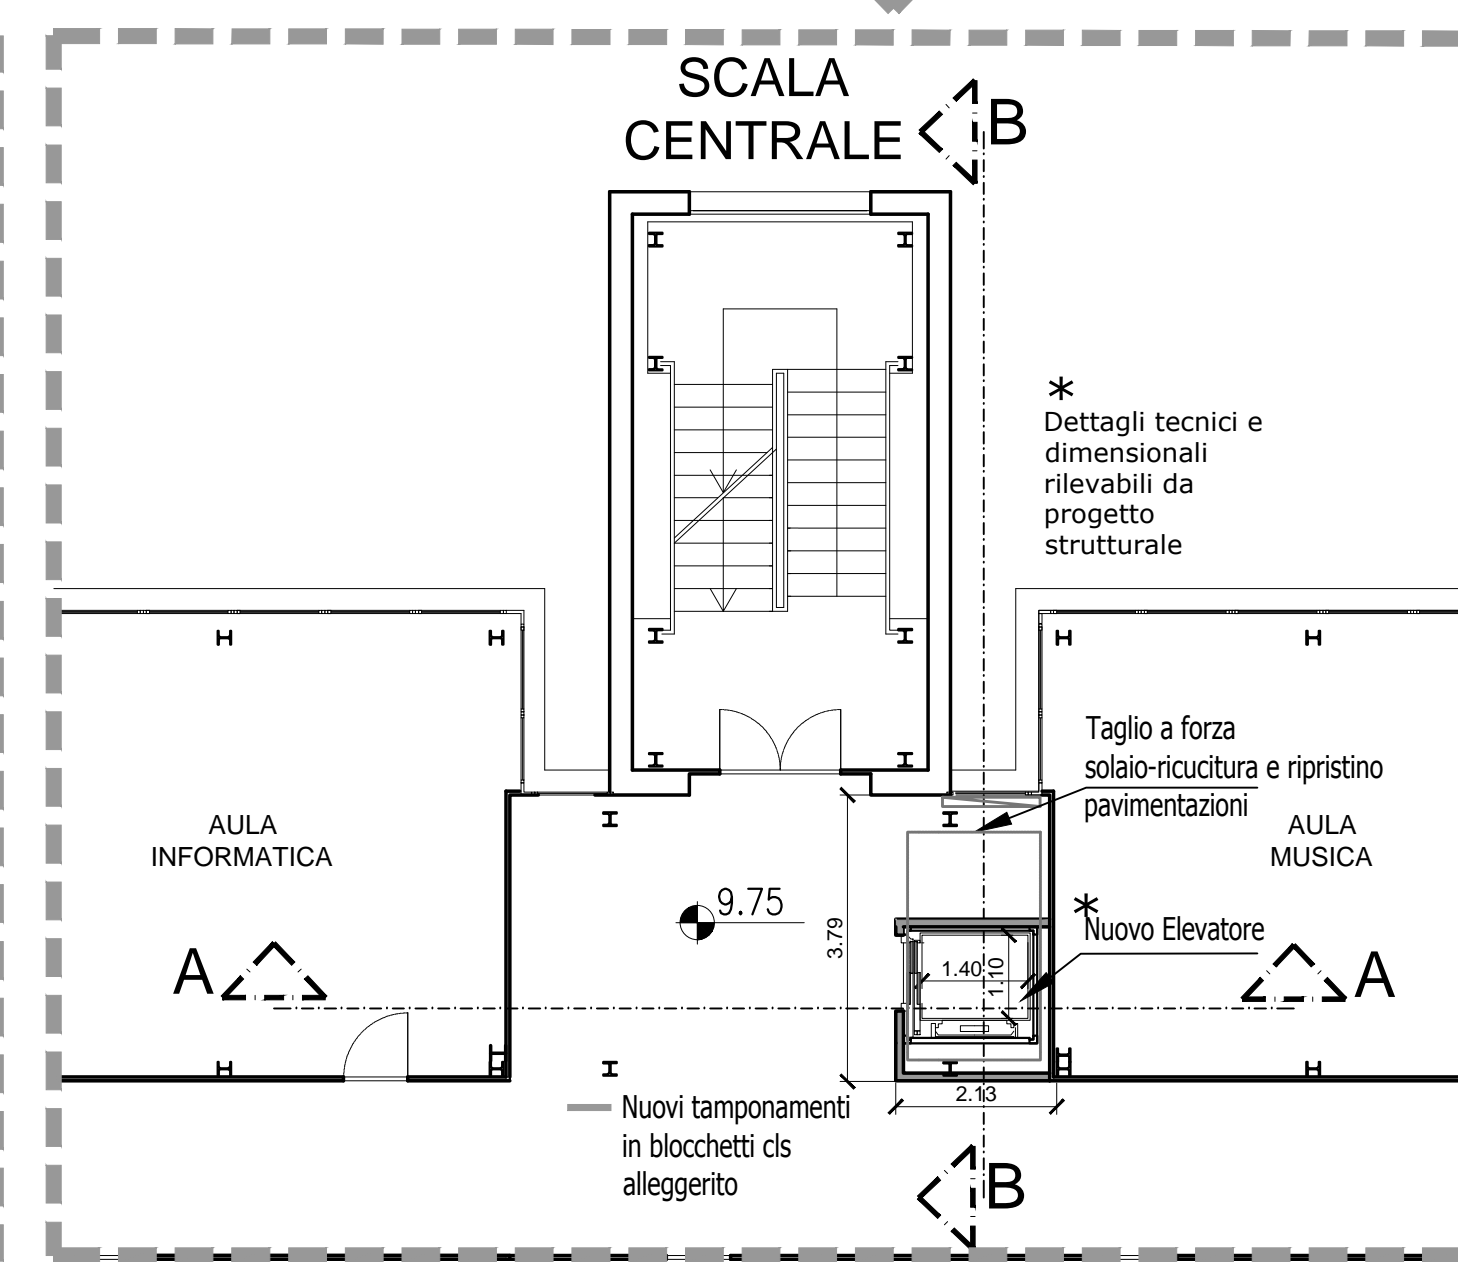 SCALA
CENTRALE
B
*
Dettagli tecnici e
dimensionali
rilevabili da
progetto
strutturale
Taglio a forza
solaio-ricucitura e ripristino
pavimentazioni
AULA
INFORMATICA
AULA
MUSICA
9.75
3.79
*
Nuovo Elevatore
1.40
1.10
A
A
2.13
Nuovi tamponamenti
in blocchetti cls
alleggerito
B